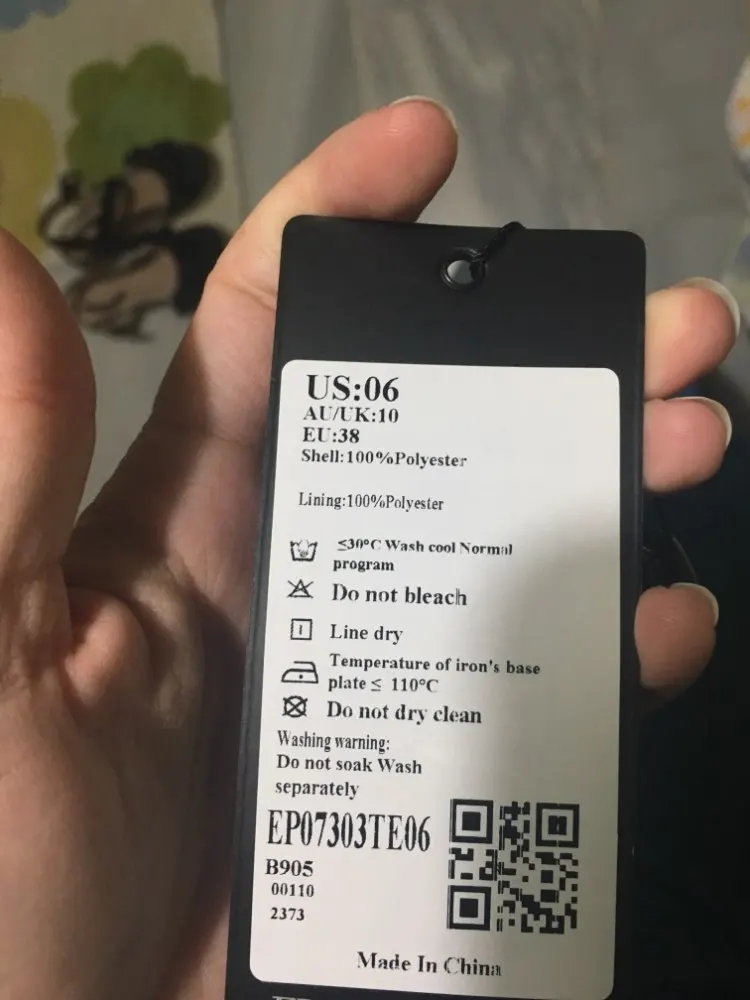 US:06
AU/UK:10
EU:38
Shell:100%Polyester
Lining:100%Polyester
≤30°C Wash cool Normal
program
Do not bleach
Line dry
Temperature of iron's base
plate ≤ 110°C
Do not dry clean
Washing warning:
Do not soak Wash
separately
EP07303TE06
B905
00110
2373
Made In China